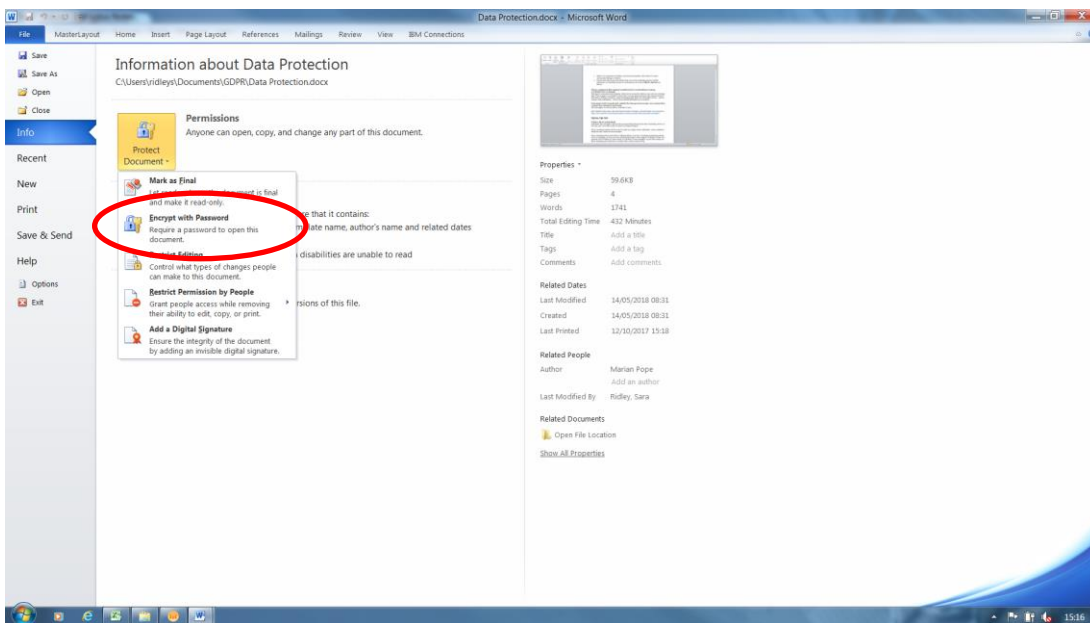 Data Protection.docx - Microsoft Word
File MasterLayout Home Insert Page Layout References Mailings Review View IBM Connections
Save
Save As
Open
Close
Info
Recent
New
Print
Save & Send
Help
Options
Exit
Information about Data Protection
C:\Users\ridleys\Documents\GDPR\Data Protection.docx
Protect
Document
Permissions
Anyone can open, copy, and change any part of this document.
Mark as Final
document is final
and make it read-only.
Encrypt with Password
Require a password to open this
document.
Editing
Control what types of changes people
can make to this document.
Restrict Permission by People
Grant people access while removing
their ability to edit, copy, or print.
Add a Digital Signature
Ensure the integrity of the document
by adding an invisible digital signature.
that it contains:
name, author's name and related dates
disabilities are unable to read
of this file.
Properties
Size 59.6KB
Pages 4
Words 1741
Total Editing Time 432 Minutes
Title Add a title
Tags Add a tag
Comments Add comments
Related Dates
Last Modified 14/05/2018 08:31
Created 14/05/2018 08:31
Last Printed 12/10/2017 15:18
Related People
Author Marian Pope
Add an author
Last Modified By Ridley, Sara
Related Documents
Open File Location
Show All Properties
15:16